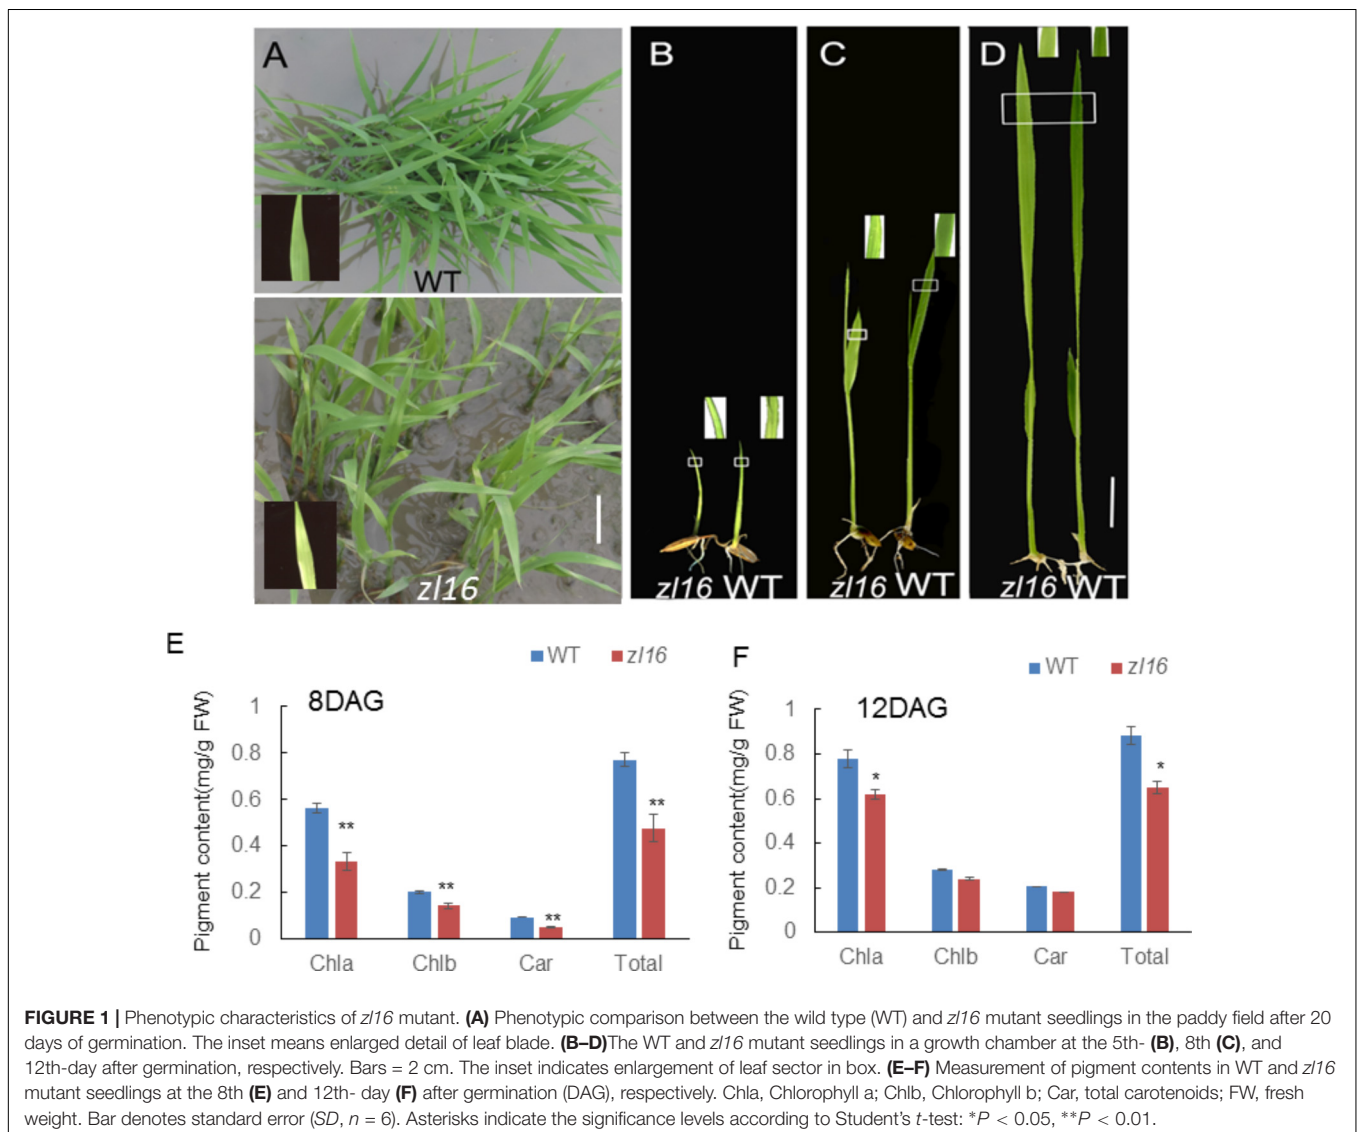 A
WT
zl16
B
zl16 WT
C
zl16 WT
D
zl16 WT
E
WT zl16
8DAG
Pigment content(mg/g FW)
1
0.8
0.6
0.4
0.2
0
**
**
**
**
Chla Chlb Car Total
F
WT zl16
12DAG
Pigment content(mg/g FW)
1
0.8
0.6
0.4
0.2
0
*
*
Chla Chlb Car Total
FIGURE 1 | Phenotypic characteristics of zl16 mutant. (A) Phenotypic comparison between the wild type (WT) and zl16 mutant seedlings in the paddy field after 20
days of germination. The inset means enlarged detail of leaf blade. (B–D)The WT and zl16 mutant seedlings in a growth chamber at the 5th- (B), 8th (C), and
12th-day after germination, respectively. Bars = 2 cm. The inset indicates enlargement of leaf sector in box. (E–F) Measurement of pigment contents in WT and zl16
mutant seedlings at the 8th (E) and 12th- day (F) after germination (DAG), respectively. Chla, Chlorophyll a; Chlb, Chlorophyll b; Car, total carotenoids; FW, fresh
weight. Bar denotes standard error (SD, n = 6). Asterisks indicate the significance levels according to Student's t-test: *P < 0.05, **P < 0.01.